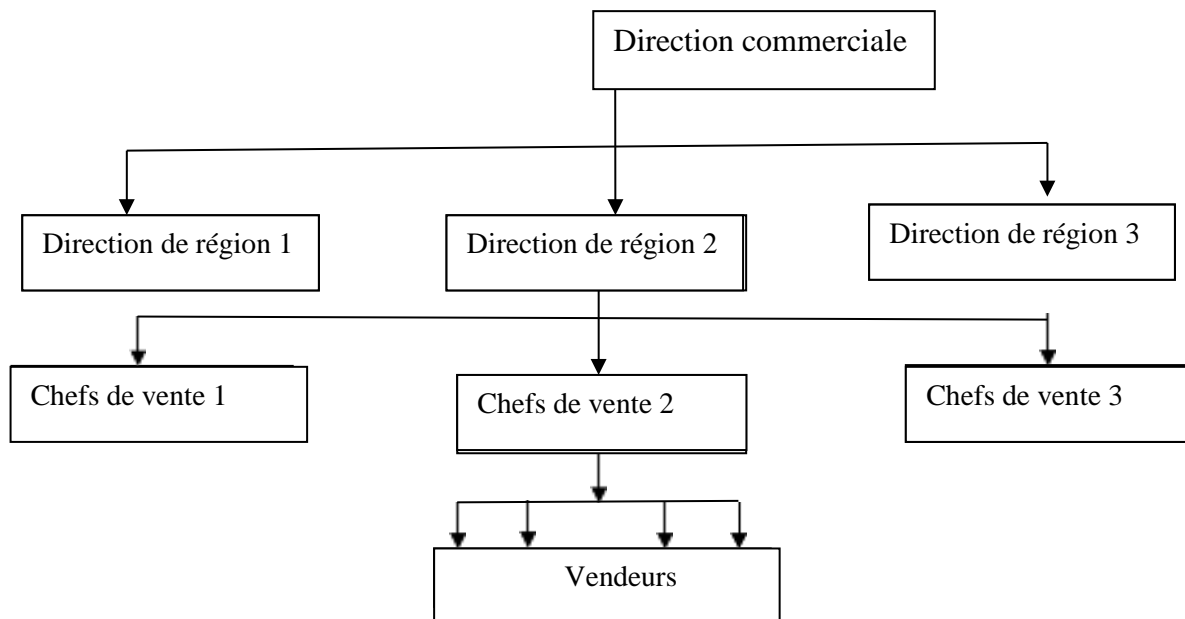 Direction commerciale
Direction de région 1
Direction de région 2
Direction de région 3
Chefs de vente 1
Chefs de vente 2
Chefs de vente 3
Vendeurs